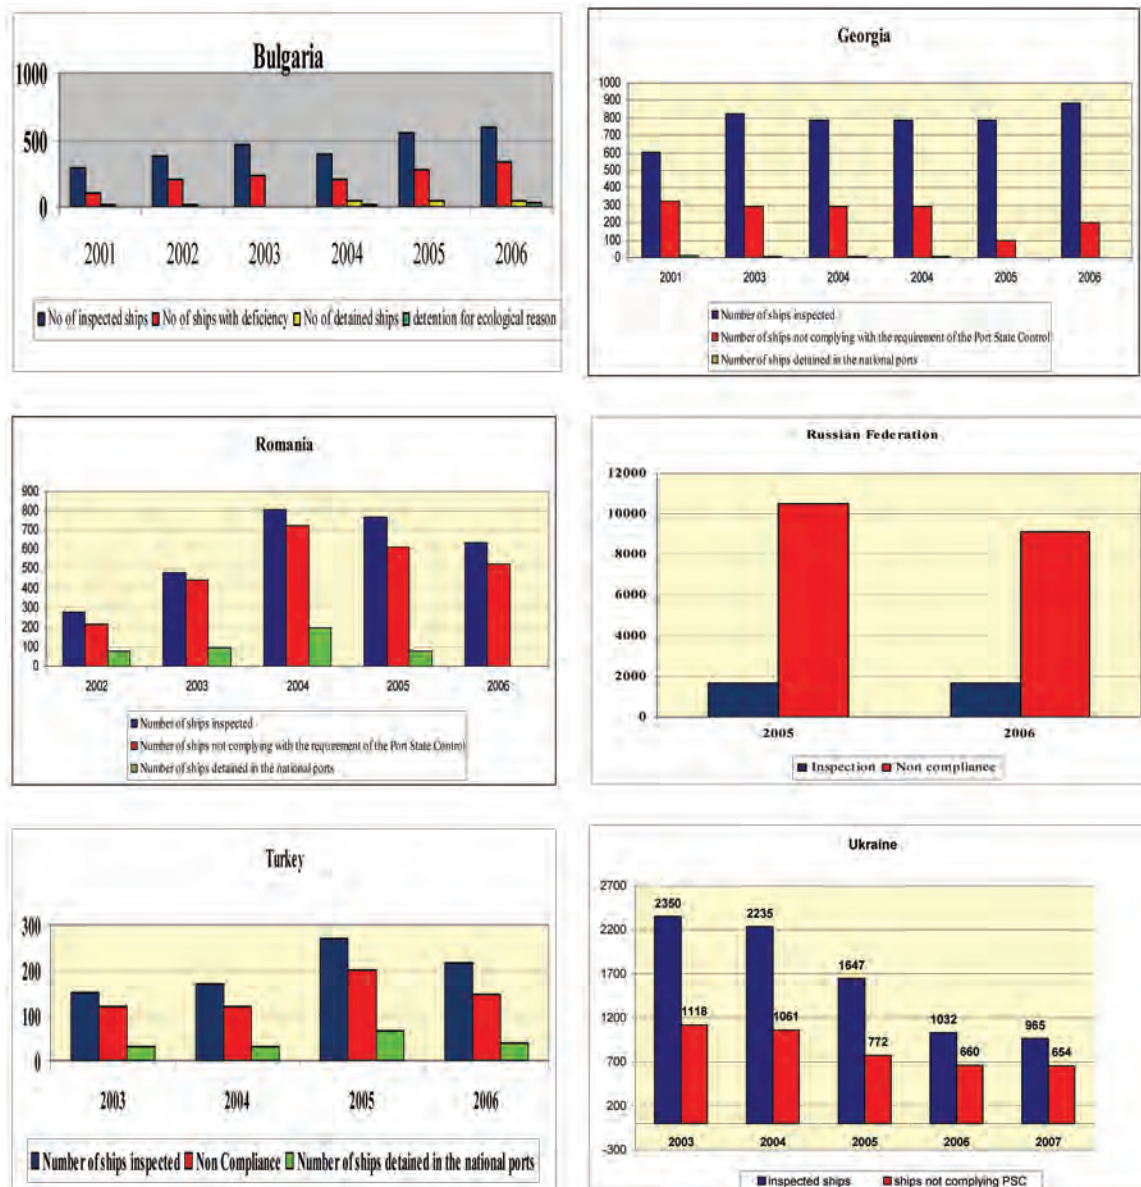 Bulgaria
1000
500
0
2001 2002 2003 2004 2005 2006
No of inspected ships No of ships with deficiency No of detained ships detention for ecological reason
Georgia
1000
900
800
700
600
500
400
300
200
100
0
2001 2003 2004 2004 2005 2006
Number of ships inspected
Number of ships not complying with the requirement of the Port State Control
Number of ships detained in the national ports
Romania
900
800
700
600
500
400
300
200
100
0
2002 2003 2004 2005 2006
Number of ships inspected
Number of ships not complying with the requirement of the Port State Control
Number of ships detained in the national ports
Russian Federation
12000
10000
8000
6000
4000
2000
0
2005 2006
Inspection Non compliance
Turkey
300
200
100
0
2003 2004 2005 2006
Number of ships inspected Non Compliance Number of ships detained in the national ports
Ukraine
2700
2200
1700
1200
700
200
-300
2350 2235 1647 1032 965
1118 1061 772 660 654
2003 2004 2005 2006 2007
inspected ships ships not complying PSC